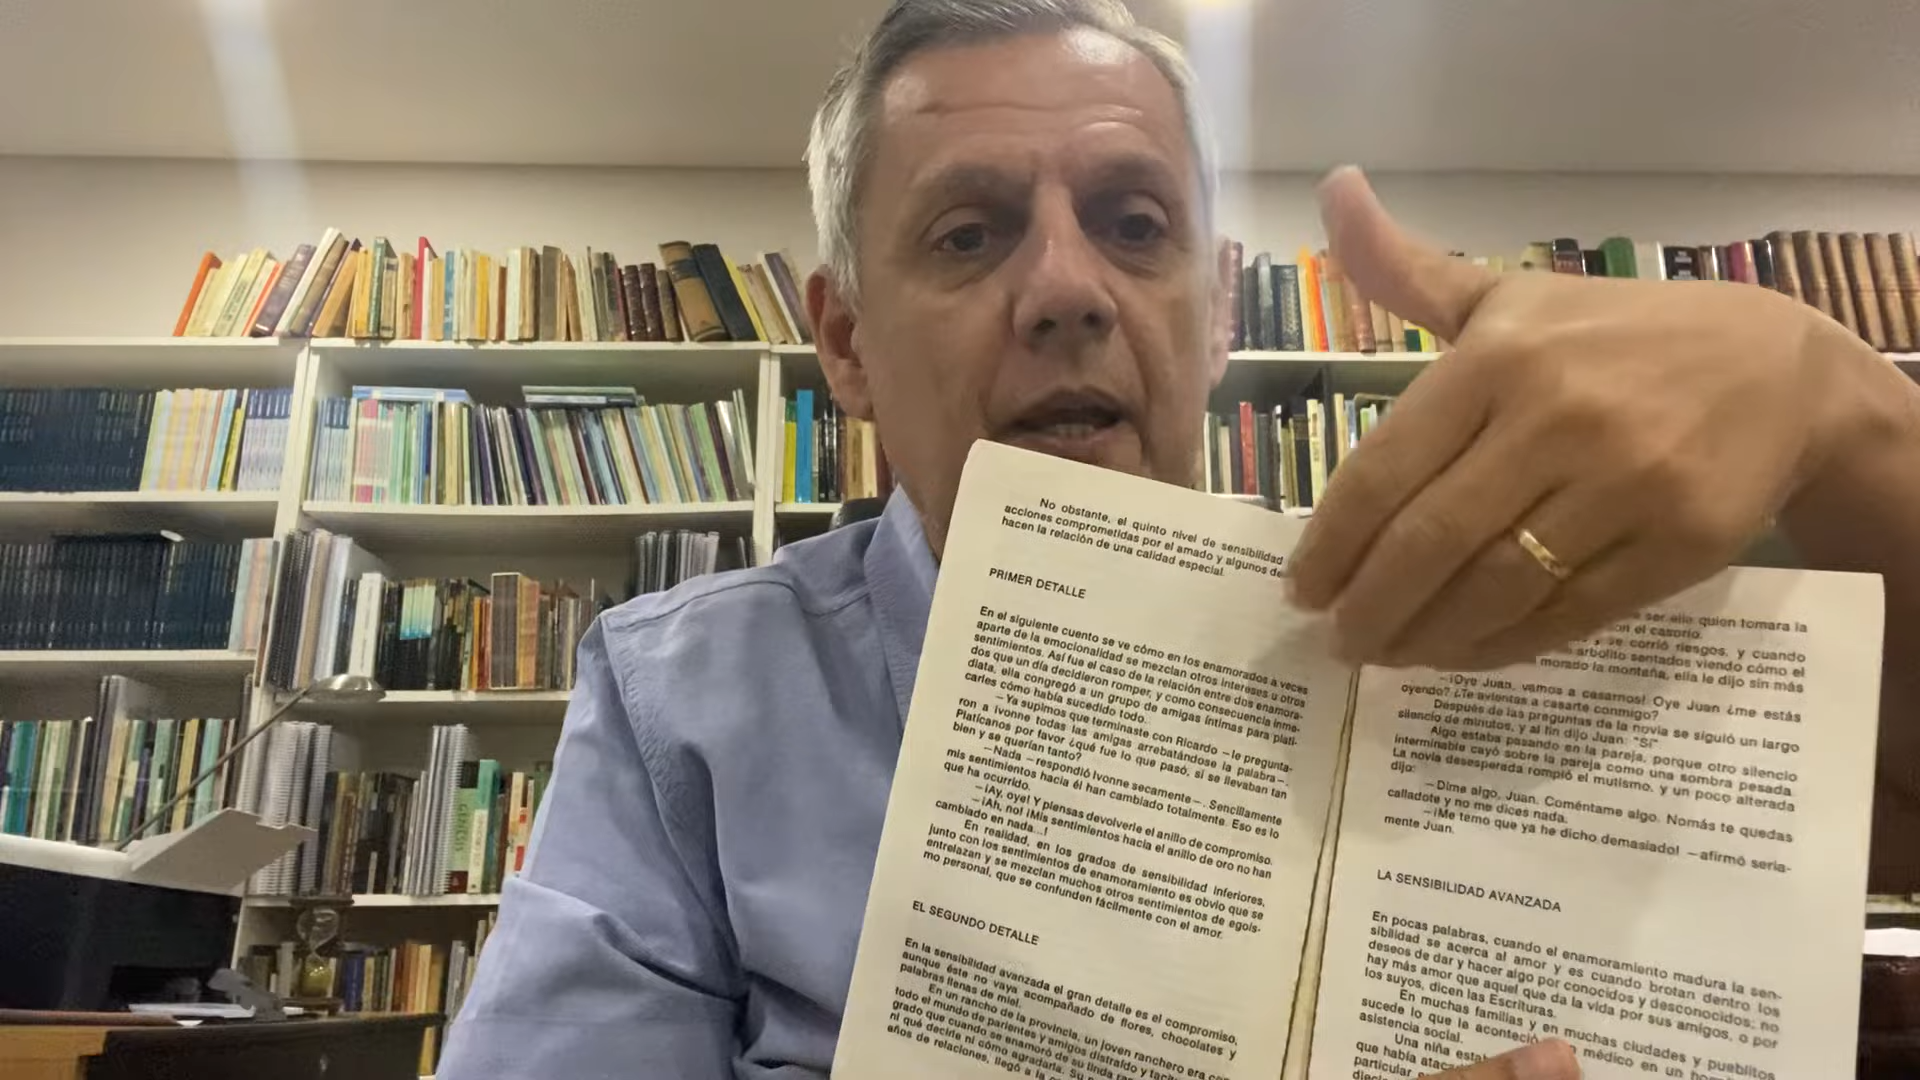 No obstante, el quinto nivel de sensibilidad
acciones comprometidas por el amado y algunos de
hacen la relación de una calidad especial.
PRIMER DETALLE
En el siguiente cuento se ve cómo en los enamorados a veces
aparte de la emocionalidad se mezclan otros intereses u otros
sentimientos. Así fue el caso de la relación entre dos enamora-
dos que un día decidieron romper, y como consecuencia inme-
diata, ella congregó a un grupo de amigas íntimas para plati-
carles cómo había sucedido todo.
—Ya supimos que terminaste con Ricardo —le pregunta-
ron a Ivonne todas las amigas arrebatándose la palabra—.
Platícanos por favor ¿qué fue lo que pasó, si se llevaban tan
bien y se querían tanto?
—Nada —respondió Ivonne secamente—. Sencillamente
mis sentimientos hacia él han cambiado totalmente. Eso es lo
que ha ocurrido.
—¡Ay, oye! Y piensas devolverle el anillo de compromiso.
—¡Ah, no! ¡Mis sentimientos hacia el anillo de oro no han
cambiado en nada...!
En realidad, en los grados de sensibilidad inferiores,
junto con los sentimientos de enamoramiento es obvio que se
entrelazan y se mezclan muchos otros sentimientos de egoís-
mo personal, que se confunden fácilmente con el amor.
EL SEGUNDO DETALLE
En la sensibilidad avanzada el gran detalle es el compromiso,
aunque éste no vaya acompañado de flores, chocolates y
palabras llenas de miel.
En un rancho de la provincia, un joven ranchero era con
todo el mundo de parientes y amigos distraído y
grado que cuando se enamoró de su linda
ni qué decirle ni cómo agradarla. Su
años de relaciones, llegó a la
ser ella quien tomara la
con el casorio.
se corrió riesgos, y cuando
arbolito sentados viendo cómo el
morado la montaña, ella le dijo sin más
—¡Oye Juan, vamos a casarnos! Oye Juan ¿me estás
oyendo? ¿Te avientas a casarte conmigo?
Después de las preguntas de la novia se siguió un largo
silencio de minutos, y al fin dijo Juan: "Sí".
Algo estaba pasando en la pareja, porque otro silencio
interminable cayó sobre la pareja como una sombra pesada.
La novia desesperada rompió el mutismo, y un poco alterada
dijo:
—Dime algo, Juan. Coméntame algo. Nomás te quedas
calladote y no me dices nada.
—¡Me temo que ya he dicho demasiado! —afirmó seria-
mente Juan.
LA SENSIBILIDAD AVANZADA
En pocas palabras, cuando el enamoramiento madura la sen-
sibilidad se acerca al amor y es cuando brotan dentro los
deseos de dar y hacer algo por conocidos y desconocidos; no
hay más amor que aquel que da la vida por sus amigos, o por
los suyos, dicen las Escrituras.
En muchas familias y en muchas ciudades y pueblitos
sucede lo que le aconteció médico en un
asistencia social.
Una niña
que había
particular